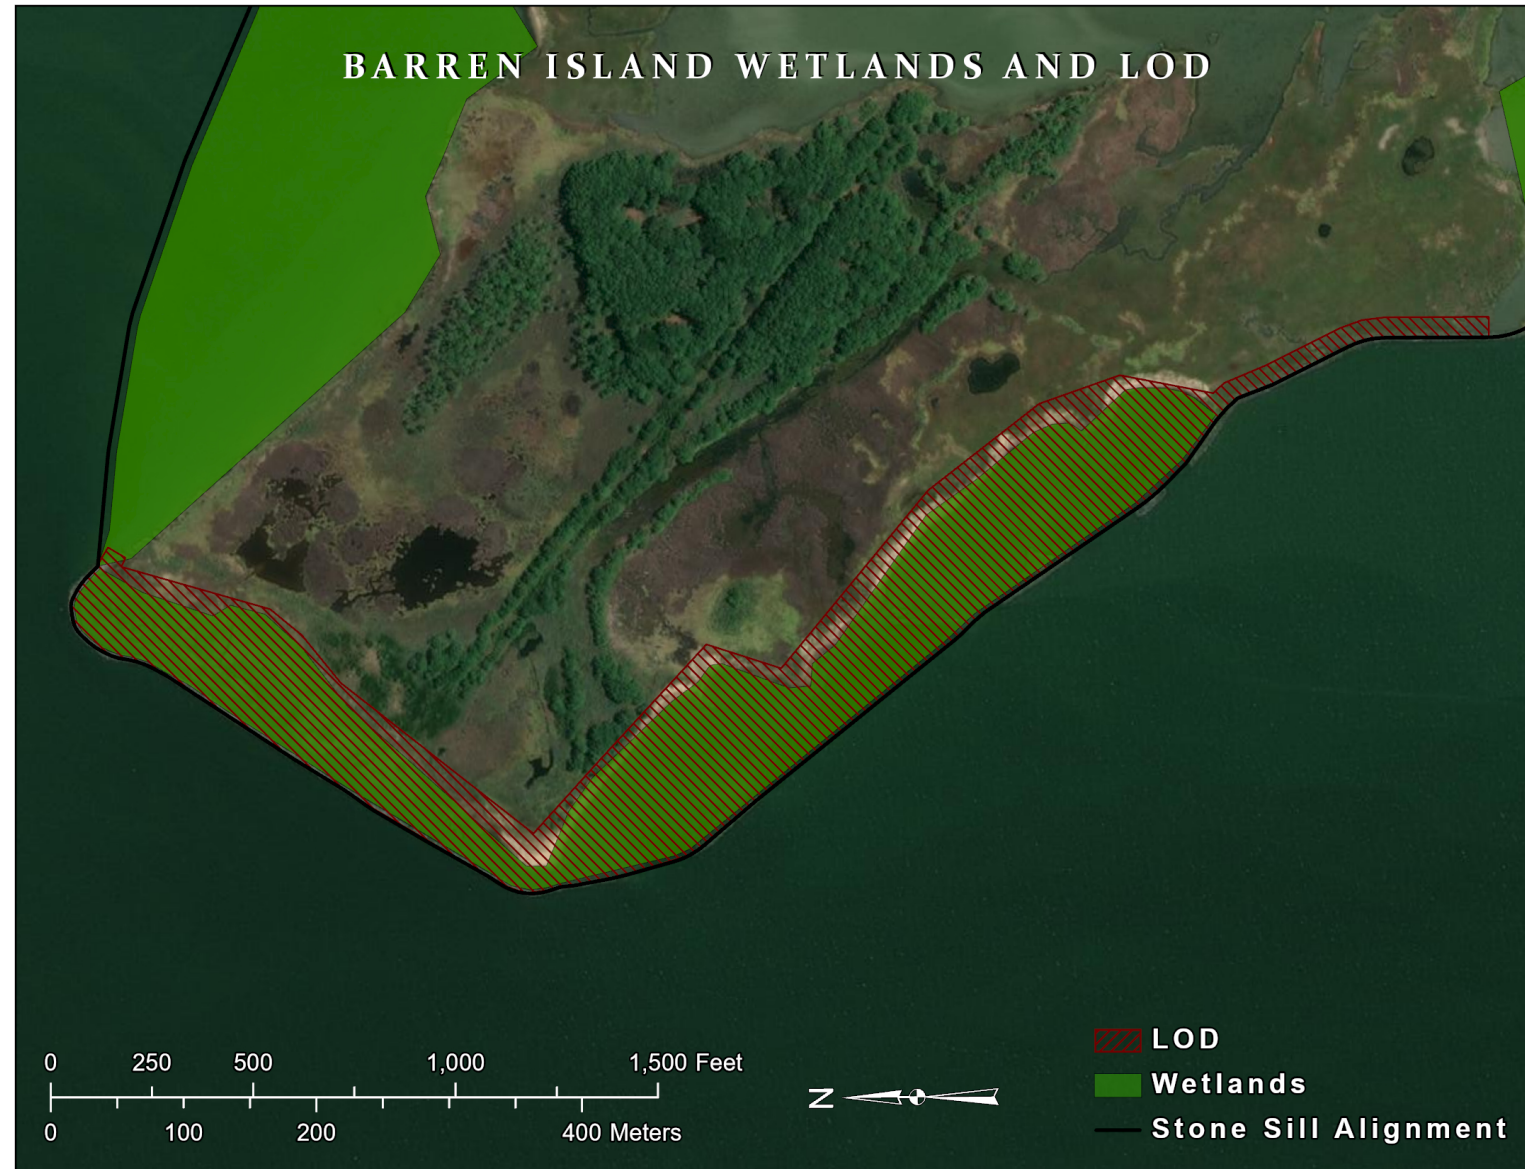 BARREN ISLAND WETLANDS AND LOD
LOD
0 250 500 1,000 1,500 Feet
Wetlands
N
0 100 200 400 Meters
Stone Sill Alignment